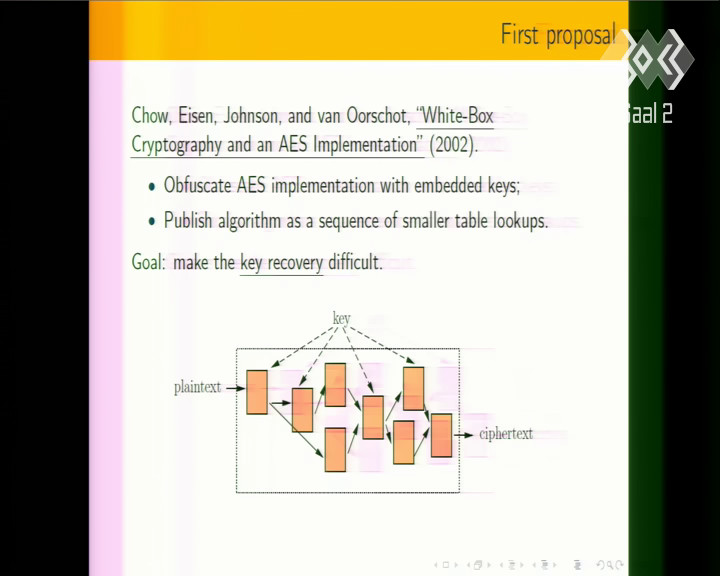 First proposal
Saal 2
Chow, Eisen, Johnson, and van Oorschot, “White-Box
Cryptography and an AES Implementation” (2002).
• Obfuscate AES implementation with embedded keys;
• Publish algorithm as a sequence of smaller table lookups.
Goal: make the key recovery difficult.
key
plaintext
ciphertext